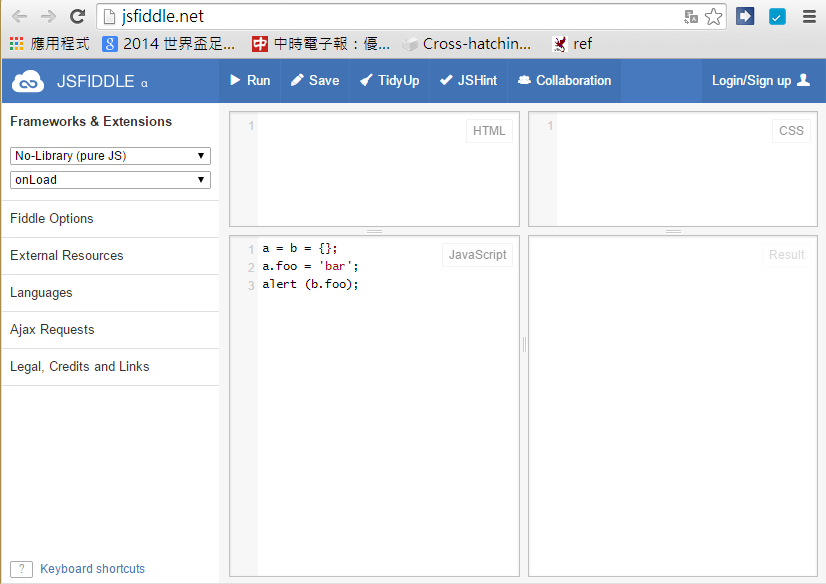 jsfiddle.net
應用程式 8 2014 世界盃足... 中 中時電子報：優... Cross-hatchin... ref
JSFIDDLE α Run Save TidyUp JSHint Collaboration Login/Sign up
Frameworks & Extensions
No-Library (pure JS)
onLoad
Fiddle Options
External Resources
Languages
Ajax Requests
Legal, Credits and Links
? Keyboard shortcuts
1 HTML
1 CSS
JavaScript
1 a = b = {};
2 a.foo = 'bar';
3 alert (b.foo);
Result